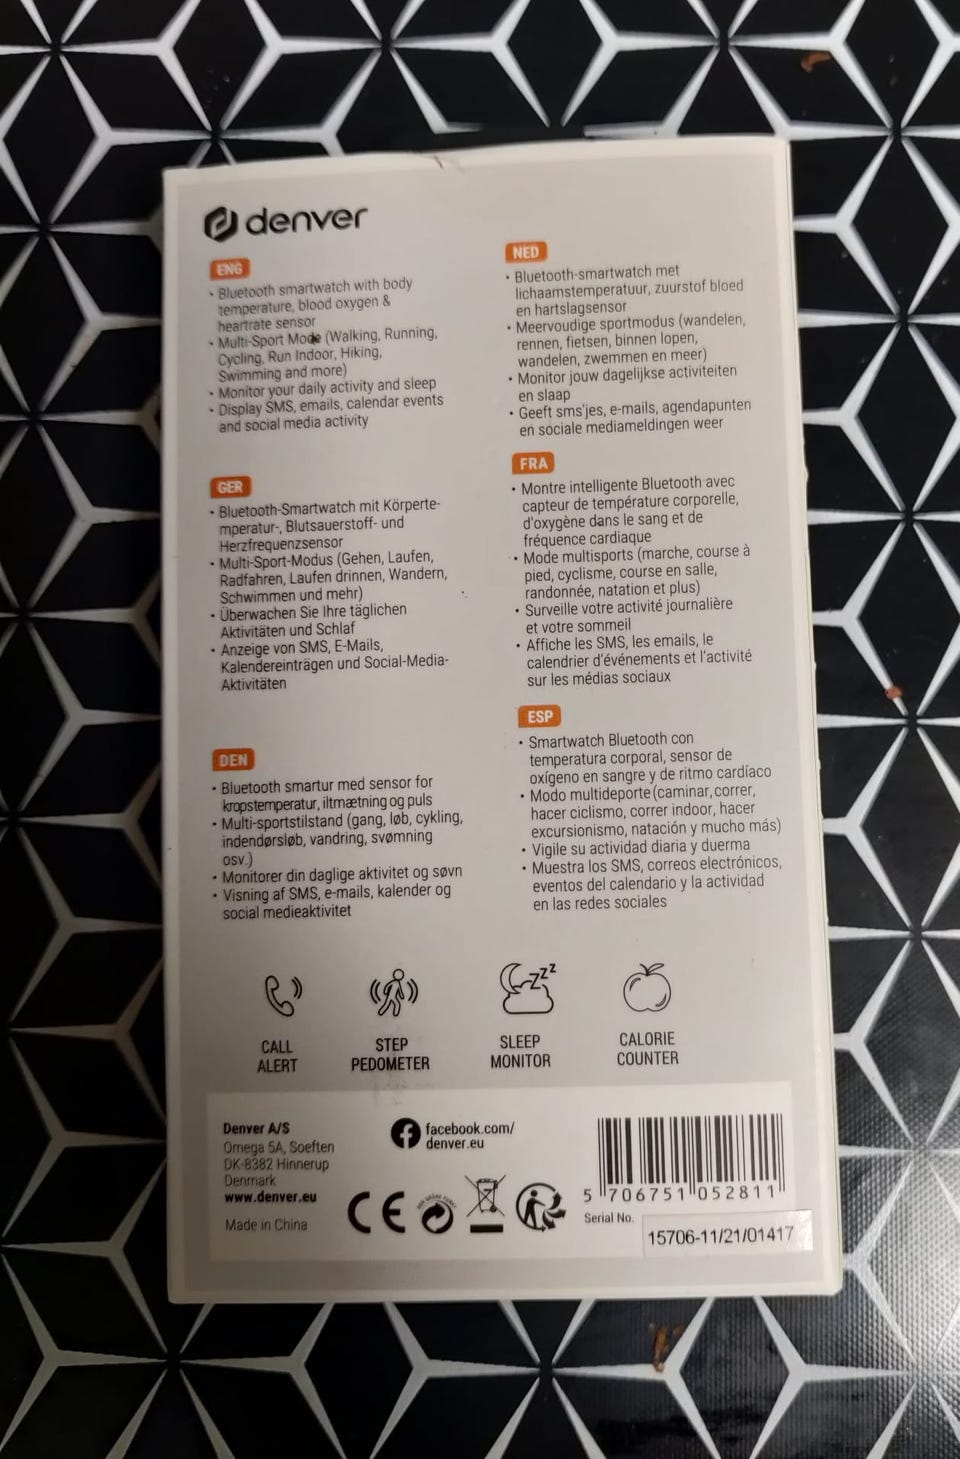 denver
ENG
• Bluetooth smartwatch with body
temperature, blood oxygen &
heartrate sensor
• Multi-Sport Mode (Walking, Running,
Cycling, Run Indoor, Hiking,
Swimming and more)
• Monitor your daily activity and sleep
• Display SMS, emails, calendar events
and social media activity
GER
• Bluetooth-Smartwatch mit Körperte-
mperatur-, Blutsauerstoff- und
Herzfrequenzsensor
• Multi-Sport-Modus (Gehen, Laufen,
Radfahren, Laufen drinnen, Wandern,
Schwimmen und mehr)
• Überwachen Sie Ihre täglichen
Aktivitäten und Schlaf
• Anzeige von SMS, E-Mails,
Kalendereinträgen und Social-Media-
Aktivitäten
DEN
• Bluetooth smartur med sensor for
kropstemperatur, iltmætning og puls
• Multi-sportstilstand (gang, løb, cykling,
indendørsløb, vandring, svømning
osv.)
• Monitorer din daglige aktivitet og søvn
• Visning af SMS, e-mails, kalender og
social medieaktivitet
NED
• Bluetooth-smartwatch met
lichaamstemperatuur, zuurstof bloed
en hartslagsensor
• Meervoudige sportmodus (wandelen,
rennen, fietsen, binnen lopen,
wandelen, zwemmen en meer)
• Monitor jouw dagelijkse activiteiten
en slaap
• Geeft sms'jes, e-mails, agendapunten
en sociale mediameldingen weer
FRA
• Montre intelligente Bluetooth avec
capteur de température corporelle,
d'oxygène dans le sang et de
fréquence cardiaque
• Mode multisports (marche, course à
pied, cyclisme, course en salle,
randonnée, natation et plus)
• Surveille votre activité journalière
et votre sommeil
• Affiche les SMS, les emails, le
calendrier d'événements et l'activité
sur les médias sociaux
ESP
• Smartwatch Bluetooth con
temperatura corporal, sensor de
oxígeno en sangre y de ritmo cardíaco
• Modo multideporte (caminar, correr,
hacer ciclismo, correr indoor, hacer
excursionismo, natación y mucho más)
• Vigile su actividad diaria y duerma
• Muestra los SMS, correos electrónicos,
eventos del calendario y la actividad
en las redes sociales
zzz
CALL
ALERT
STEP
PEDOMETER
SLEEP
MONITOR
CALORIE
COUNTER
Denver A/S
Omega 5A, Soeften
DK-8382 Hinnerup
Denmark
www.denver.eu
Made in China
facebook.com/
denver.eu
CE
DER GRÜNE PUNKT
5 706751 052811
Serial No.
15706-11/21/01417